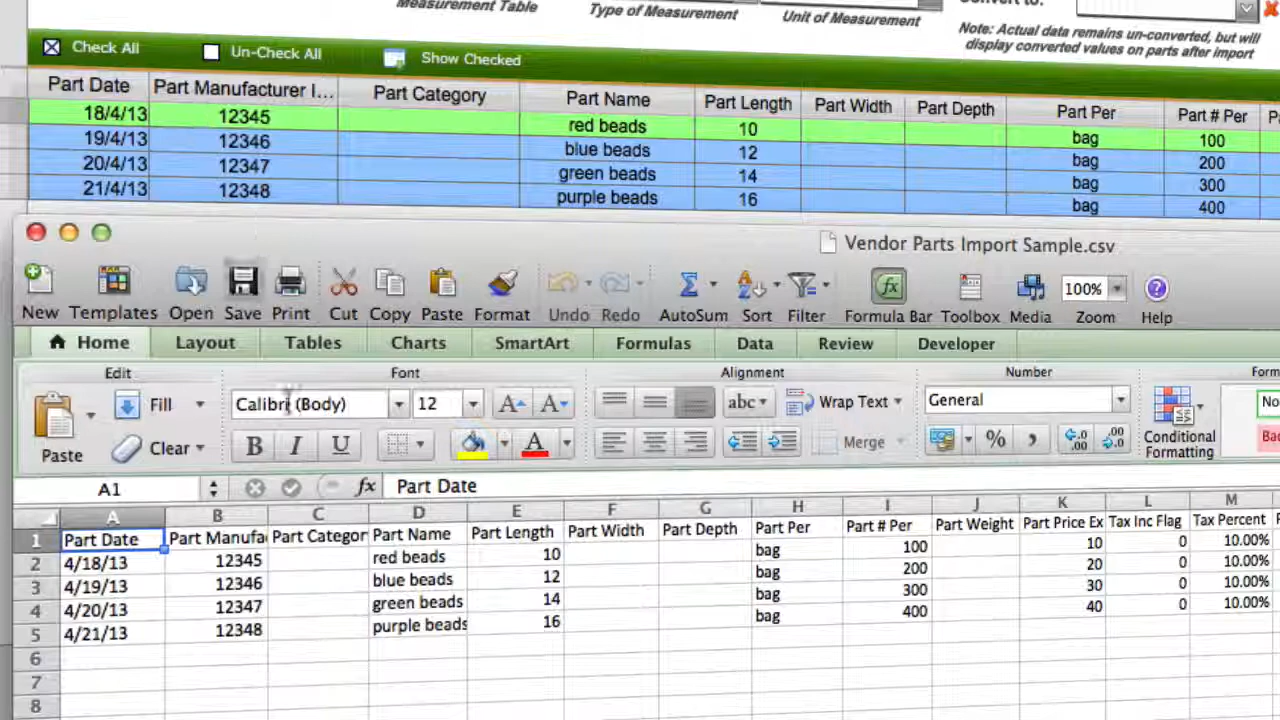 Measurement Table Type of Measurement Unit of Measurement
Note: Actual data remains un-converted, but will
display converted values on parts after import
Check All Un-Check All Show Checked
Part Date Part Manufacturer I... Part Category Part Name Part Length Part Width Part Depth Part Per Part # Per
18/4/13 12345 red beads 10 bag 100
19/4/13 12346 blue beads 12 bag 200
20/4/13 12347 green beads 14 bag 300
21/4/13 12348 purple beads 16 bag 400
Vendor Parts Import Sample.csv
100%
New Templates Open Save Print Cut Copy Paste Format Undo Redo AutoSum Sort Filter Formula Bar Toolbox Media Zoom Help
Home Layout Tables Charts SmartArt Formulas Data Review Developer
Edit Font Alignment Number
Fill Calibri (Body) 12 A A abc Wrap Text General
Paste Clear B I U A Merge % Conditional
Formatting
A1 fx Part Date
A B C D E F G H I J K L M
1 Part Date Part Manufa Part Categor Part Name Part Length Part Width Part Depth Part Per Part # Per Part Weight Part Price Ex Tax Inc Flag Tax Percent
2 4/18/13 12345 red beads 10 bag 100 10 0 10.00%
3 4/19/13 12346 blue beads 12 bag 200 20 0 10.00%
4 4/20/13 12347 green beads 14 bag 300 30 0 10.00%
5 4/21/13 12348 purple beads 16 bag 400 40 0 10.00%
6
7
8